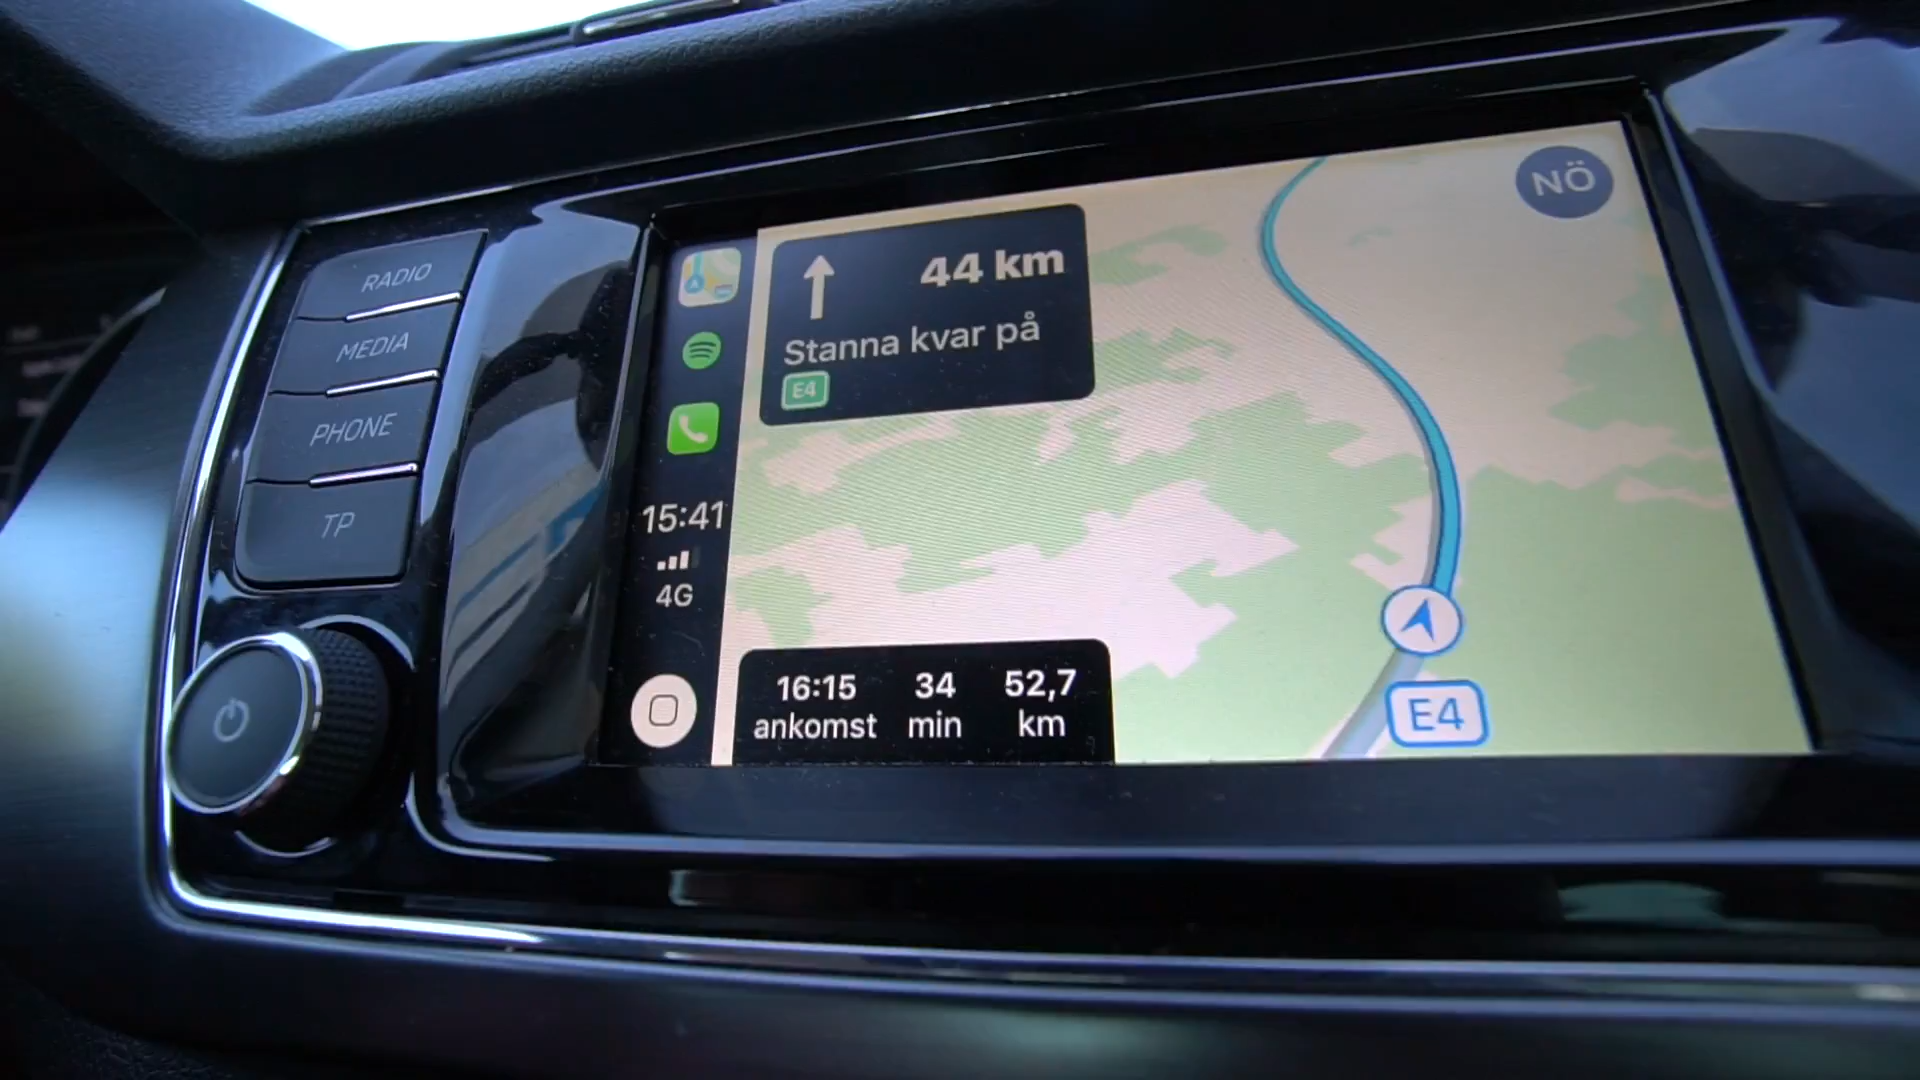 RADIO
MEDIA
PHONE
TP
15:41
4G
44 km
Stanna kvar på
E4
16:15 34 52,7
ankomst min km
NÖ
E4